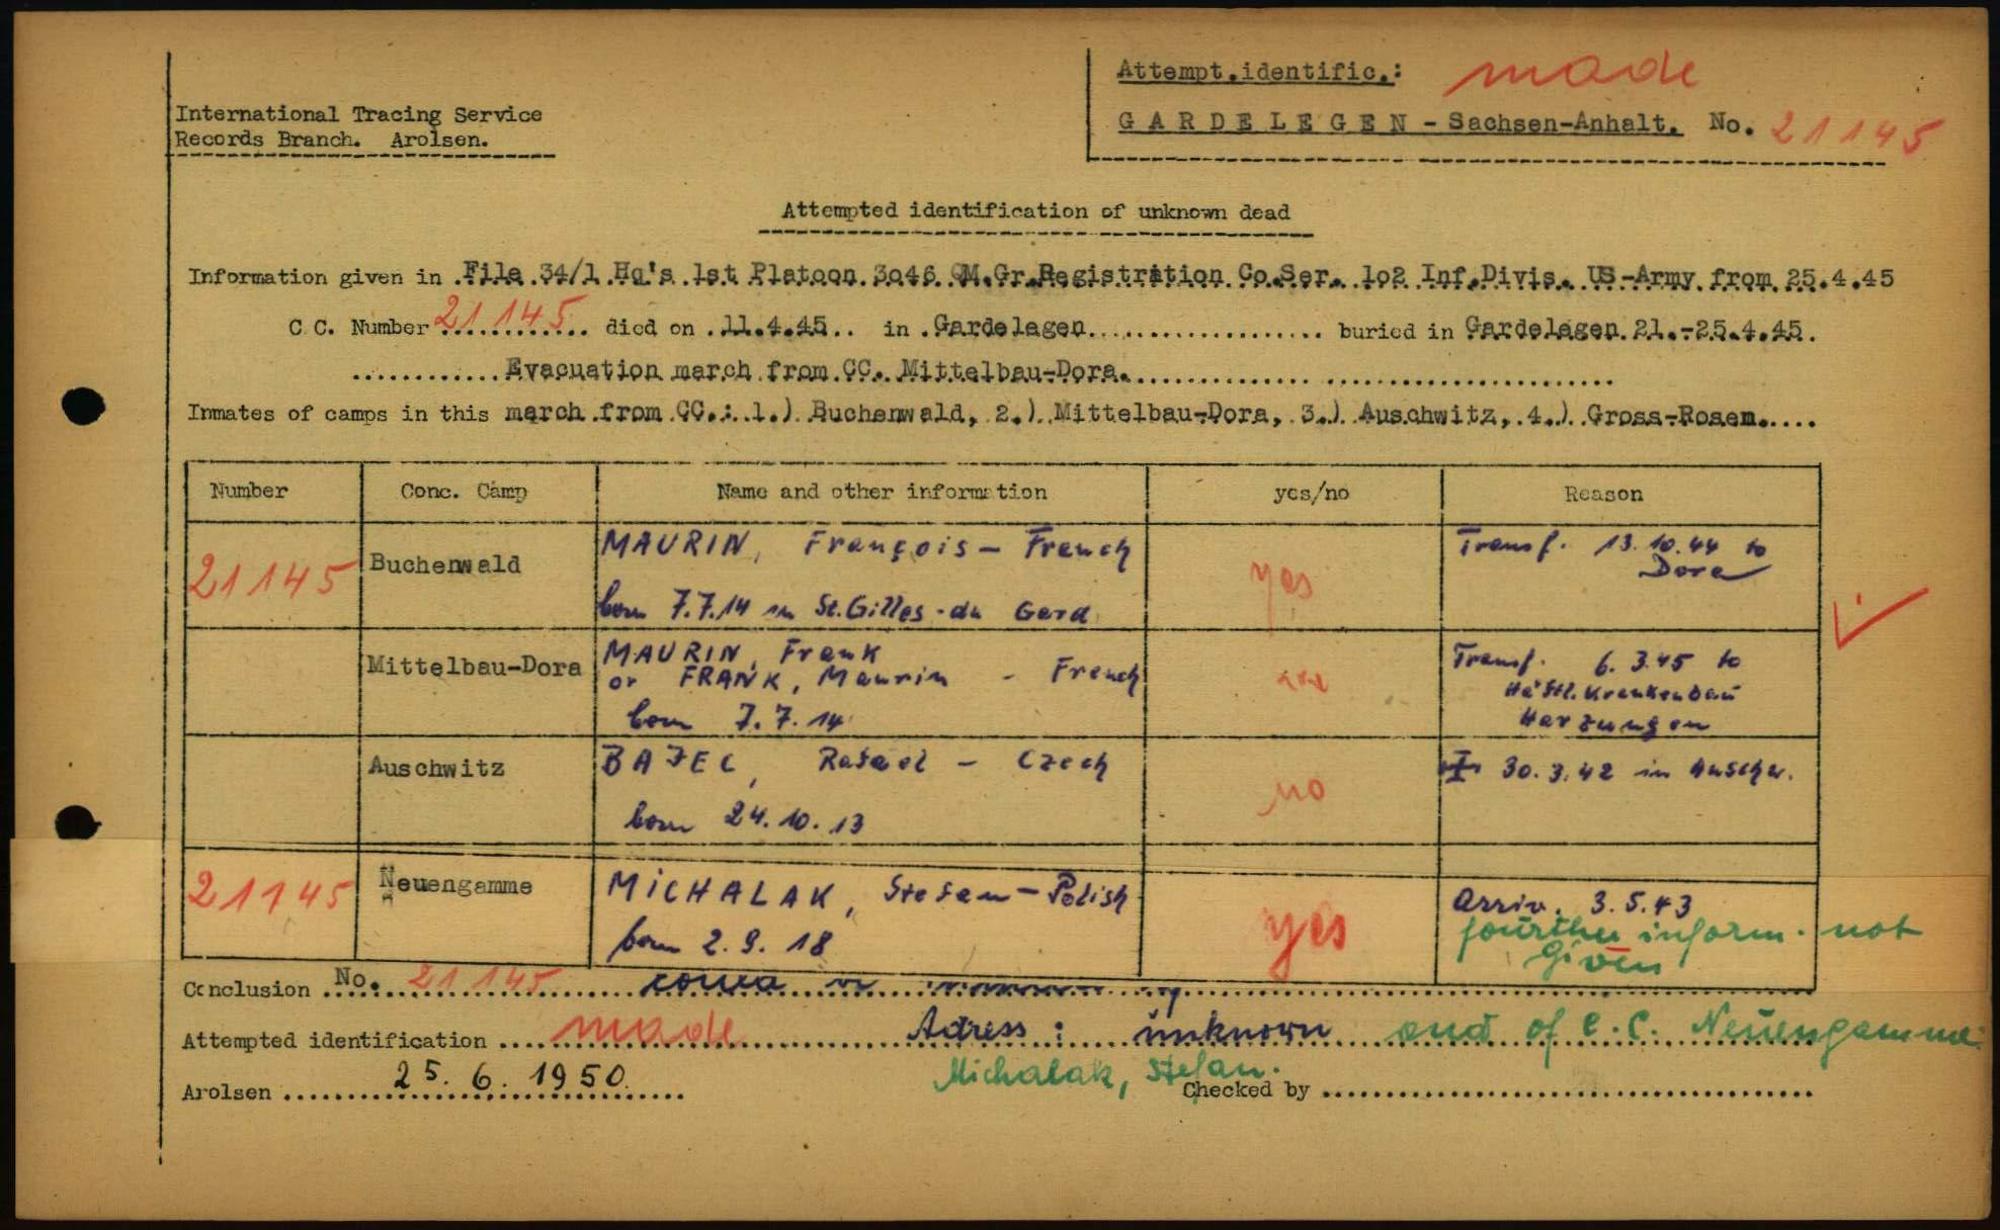 Attempt.identific.: made
International Tracing Service
Records Branch. Arolsen.
GARDELEGEN - Sachsen-Anhalt. No. 21145
Attempted identification of unknown dead
Information given in File 34/1 Hq's 1st Platoon 3046 QM.Gr.Registration Co.Ser. 102 Inf.Divis. US-Army from 25.4.45
C C. Number 21145 died on 11.4.45 in Gardelegen buried in Gardelegen 21.-25.4.45.
Evacuation march from CC. Mittelbau-Dora.
Inmates of camps in this march from CC.: 1.) Buchenwald, 2.) Mittelbau-Dora, 3.) Auschwitz, 4.) Gross-Rosen.
Number Conc. Camp Name and other information yes/no Reason
21145 Buchenwald MAURIN, François - French yes Transf. 13.10.44 to
Dora
born 7.7.14 in St.Gilles-du Gard
Mittelbau-Dora MAURIN, Frank Transf. 6.3.45 to
or FRANK, Maurin - French
Häftl. Krankenbau
born 7.7.14 Harzungen
Auschwitz BAJEC, Rafael - Czech no 30.3.42 in Auschw.
born 24.10.13
21145 Neuengamme MICHALAK, Stefan - Polish yes Arriv. 3.5.43
fourther inform. not
born 2.9.18 Given
Conclusion No. 21145
Attempted identification made Adress: unknown and of C.C. Neuengamme:
Michalak, Stefan.
Arolsen 25.6.1950 Checked by